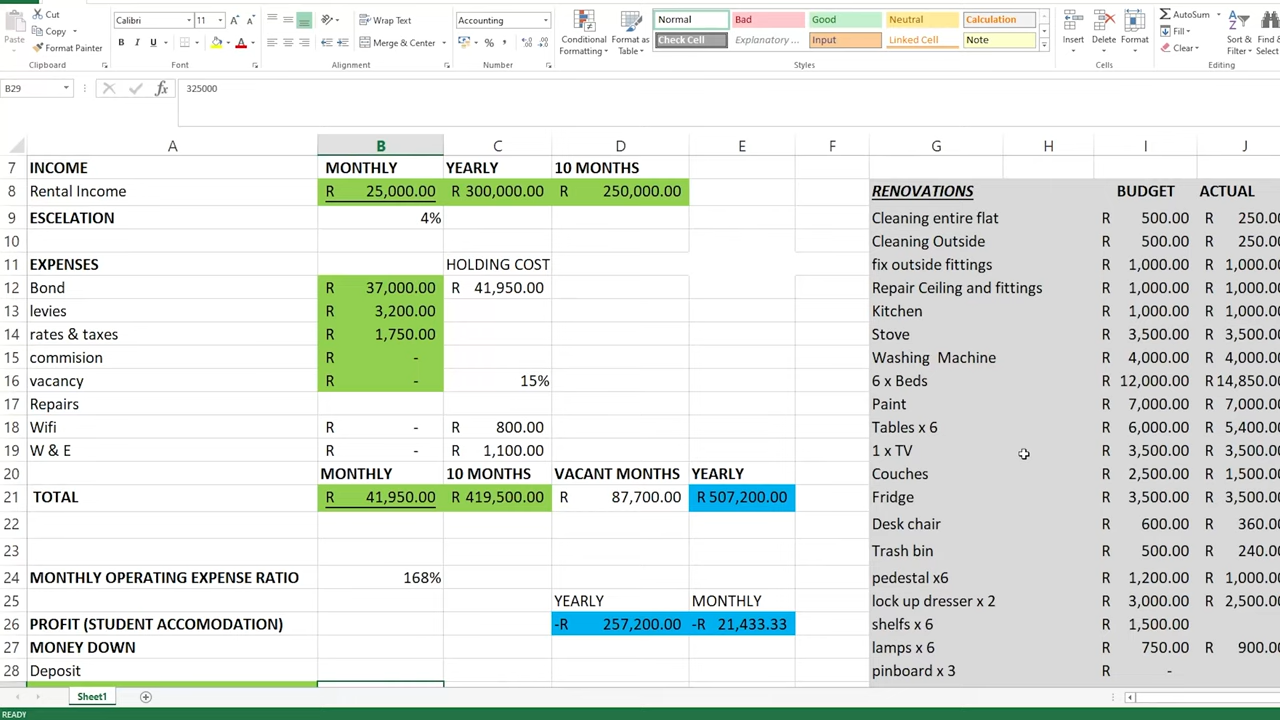 Cut
Copy
Format Painter
Paste
Clipboard
Calibri 11
B I U
Font
Wrap Text
Merge & Center
Alignment
Accounting
%
Number
Conditional Formatting
Format as Table
Normal Bad Good Neutral Calculation
Check Cell Explanatory ... Input Linked Cell Note
Styles
Insert Delete Format
Cells
AutoSum
Fill
Clear
Sort & Filter
Find &
Editing
B29 fx 325000
A B C D E F G H I J
7 INCOME MONTHLY YEARLY 10 MONTHS
8 Rental Income R 25,000.00 R 300,000.00 R 250,000.00 RENOVATIONS BUDGET ACTUAL
9 ESCELATION 4% Cleaning entire flat R 500.00 R 250.00
10 Cleaning Outside R 500.00 R 250.00
11 EXPENSES HOLDING COST fix outside fittings R 1,000.00 R 1,000.00
12 Bond R 37,000.00 R 41,950.00 Repair Ceiling and fittings R 1,000.00 R 1,000.00
13 levies R 3,200.00 Kitchen R 1,000.00 R 1,000.00
14 rates & taxes R 1,750.00 Stove R 3,500.00 R 3,500.00
15 commision R - Washing Machine R 4,000.00 R 4,000.00
16 vacancy R - 15% 6 x Beds R 12,000.00 R 14,850.00
17 Repairs Paint R 7,000.00 R 7,000.00
18 Wifi R - R 800.00 Tables x 6 R 6,000.00 R 5,400.00
19 W & E R - R 1,100.00 1 x TV R 3,500.00 R 3,500.00
20 MONTHLY 10 MONTHS VACANT MONTHS YEARLY Couches R 2,500.00 R 1,500.00
21 TOTAL R 41,950.00 R 419,500.00 R 87,700.00 R 507,200.00 Fridge R 3,500.00 R 3,500.00
22 Desk chair R 600.00 R 360.00
23 Trash bin R 500.00 R 240.00
24 MONTHLY OPERATING EXPENSE RATIO 168% pedestal x6 R 1,200.00 R 1,000.00
25 YEARLY MONTHLY lock up dresser x 2 R 3,000.00 R 2,500.00
26 PROFIT (STUDENT ACCOMODATION) -R 257,200.00 -R 21,433.33 shelfs x 6 R 1,500.00
27 MONEY DOWN lamps x 6 R 750.00 R 900.00
28 Deposit pinboard x 3 R -
Sheet1
READY